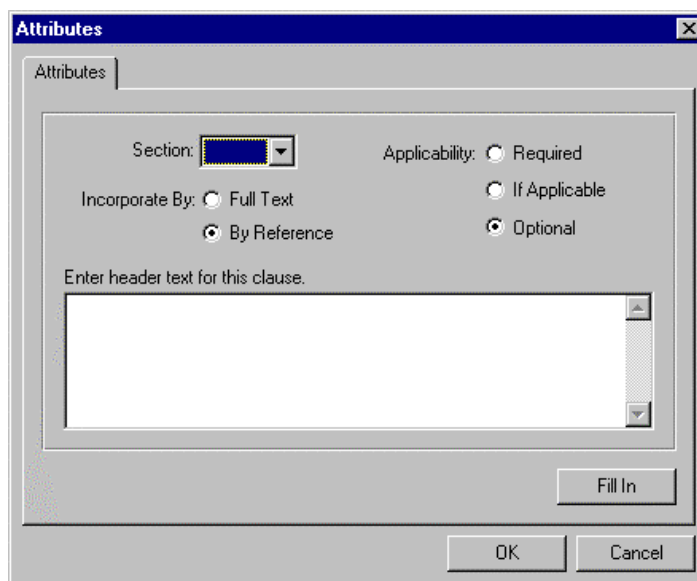 Attributes
Attributes
Section:
Applicability:
Required
If Applicable
Optional
Incorporate By:
Full Text
By Reference
Enter header text for this clause.
Fill In
OK
Cancel